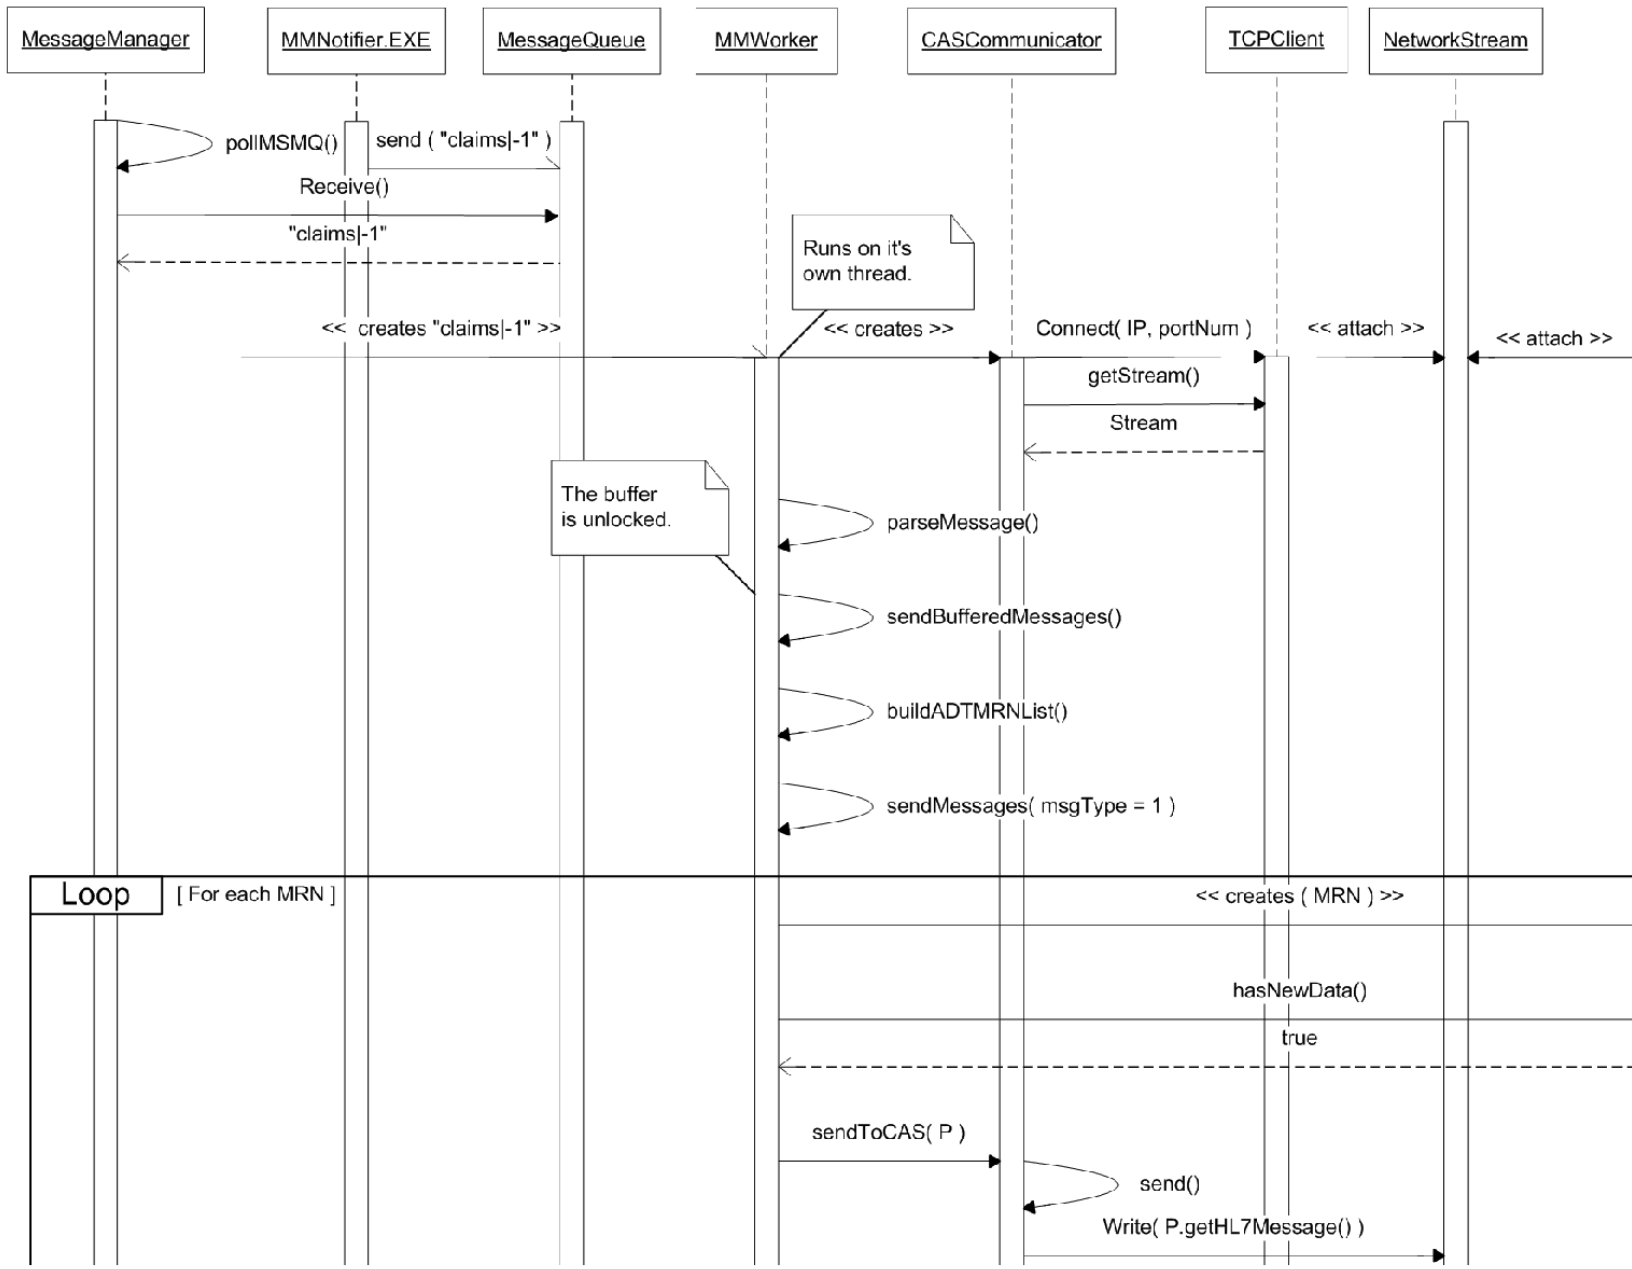 MessageManager
MMNotifier.EXE
MessageQueue
MMWorker
CASCommunicator
TCPClient
NetworkStream
pollMSMQ()
send ( "claims|-1" )
Receive()
"claims|-1"
Runs on it's
own thread.
<< creates "claims|-1" >>
<< creates >>
Connect( IP, portNum )
<< attach >>
<< attach >>
getStream()
Stream
The buffer
is unlocked.
parseMessage()
sendBufferedMessages()
buildADTMRNList()
sendMessages( msgType = 1 )
Loop
[ For each MRN ]
<< creates ( MRN ) >>
hasNewData()
true
sendToCAS( P )
send()
Write( P.getHL7Message() )